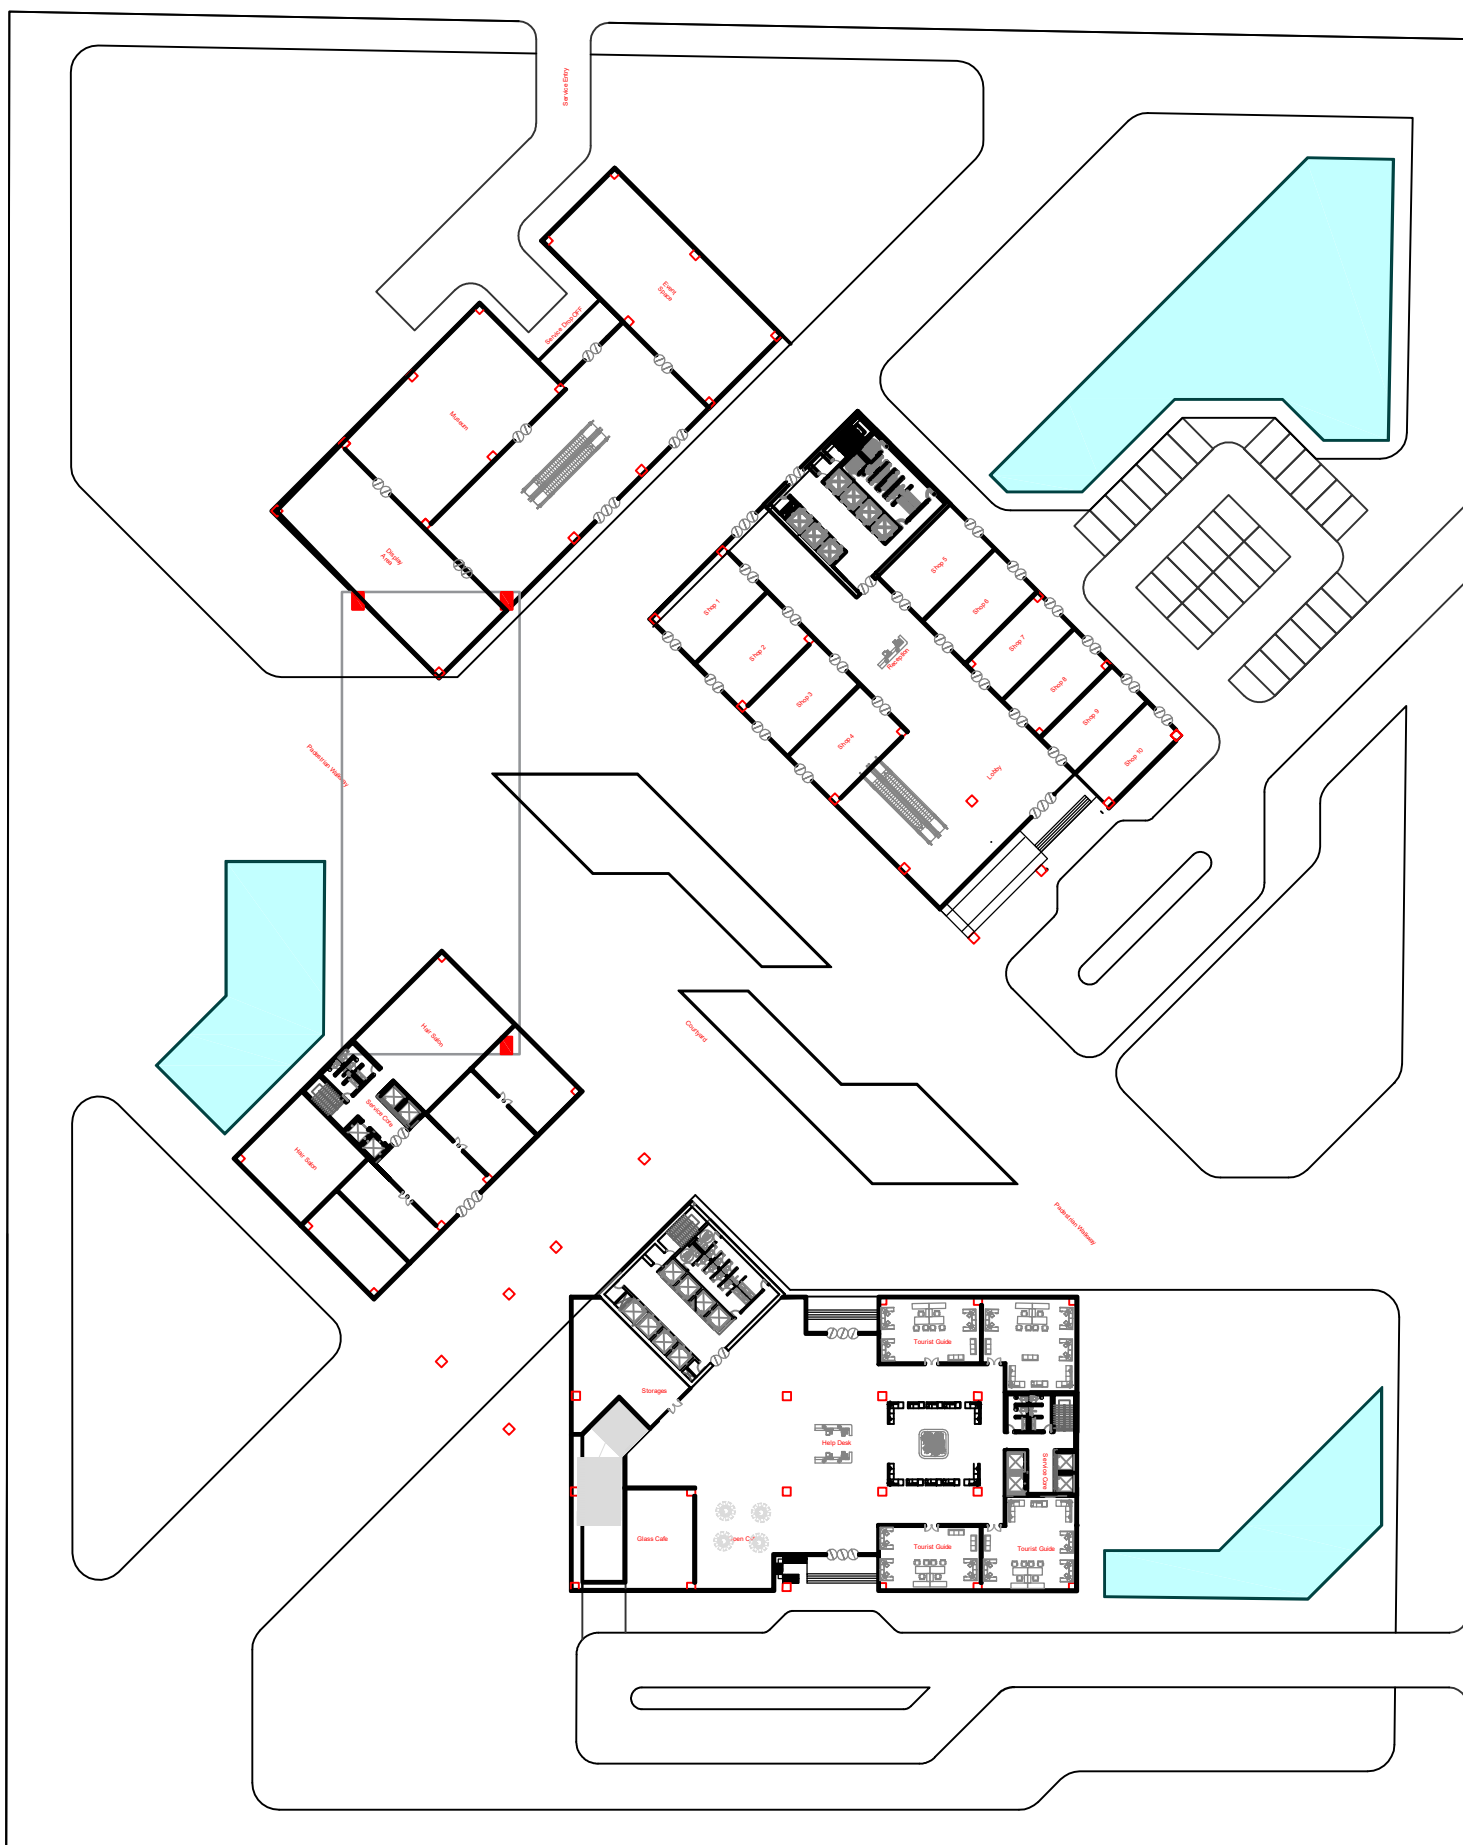 Service Entry
Event
Space
Service Drop OFF
Museum
Display
Area
Shop 5
Shop 1
Shop 6
Shop 2
Shop 7
Reception
Shop 8
Shop 3
Shop 9
Shop 4
Shop 10
Lobby
Padestrian Walkway
Hair Salon
Courtyard
Service Core
Hair Salon
Padestrian Walkway
Tourist Guide
Storages
Help Desk
Service Core
Glass Cafe
Tourist Guide
Tourist Guide